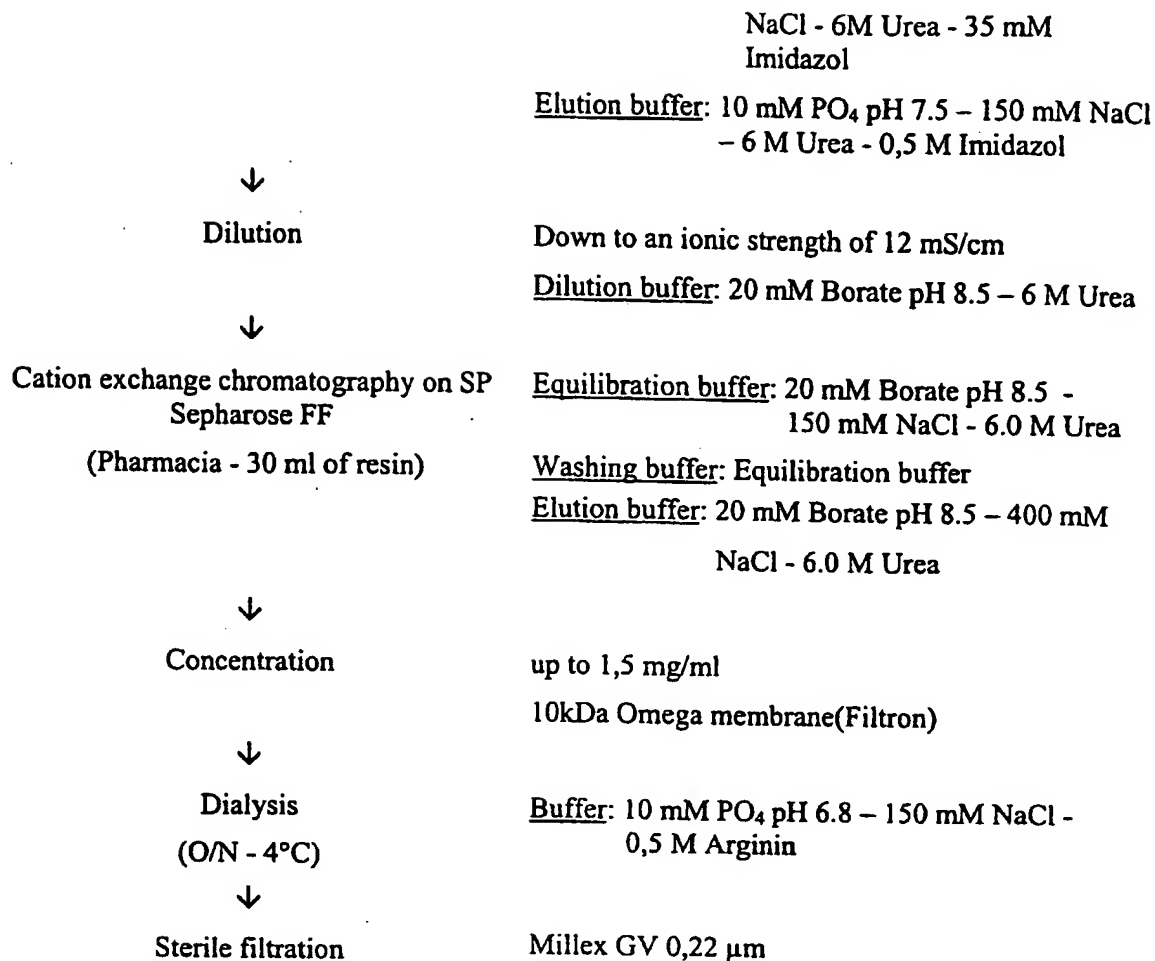 NaCl - 6M Urea - 35 mM
Imidazol
Elution buffer: 10 mM PO₄ pH 7.5 – 150 mM NaCl
– 6 M Urea - 0,5 M Imidazol
↓
Dilution
Down to an ionic strength of 12 mS/cm
Dilution buffer: 20 mM Borate pH 8.5 – 6 M Urea
↓
Cation exchange chromatography on SP
Sepharose FF
(Pharmacia - 30 ml of resin)
Equilibration buffer: 20 mM Borate pH 8.5 -
150 mM NaCl - 6.0 M Urea
Washing buffer: Equilibration buffer
Elution buffer: 20 mM Borate pH 8.5 – 400 mM
NaCl - 6.0 M Urea
↓
Concentration
up to 1,5 mg/ml
10kDa Omega membrane(Filtron)
↓
Dialysis
(O/N - 4°C)
Buffer: 10 mM PO₄ pH 6.8 – 150 mM NaCl -
0,5 M Arginin
↓
Sterile filtration
Millex GV 0,22 µm